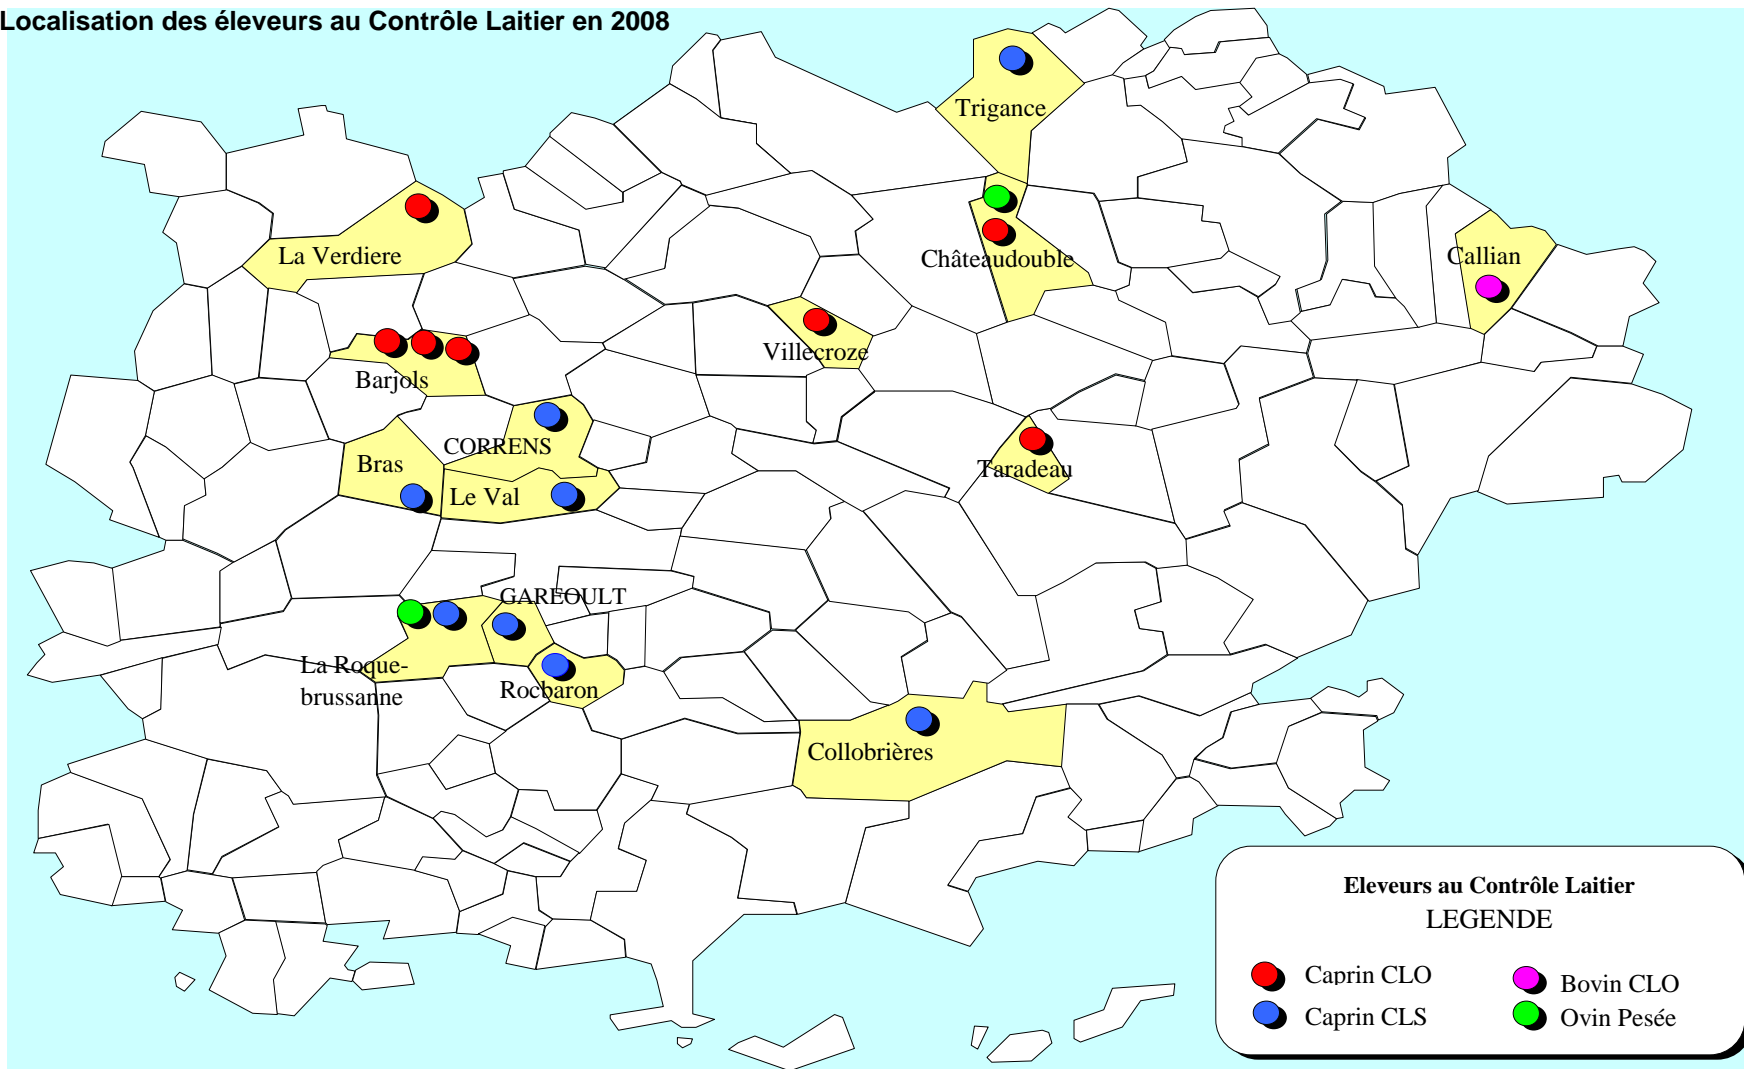 Localisation des éleveurs au Contrôle Laitier en 2008
Trigance
La Verdiere
Châteaudouble
Callian
Villecroze
Barjols
CORRENS
Bras
Le Val
Taradeau
GAREOULT
La Roque-
brussanne
Rocbaron
Collobrières
Eleveurs au Contrôle Laitier
LEGENDE
Caprin CLO
Bovin CLO
Caprin CLS
Ovin Pesée